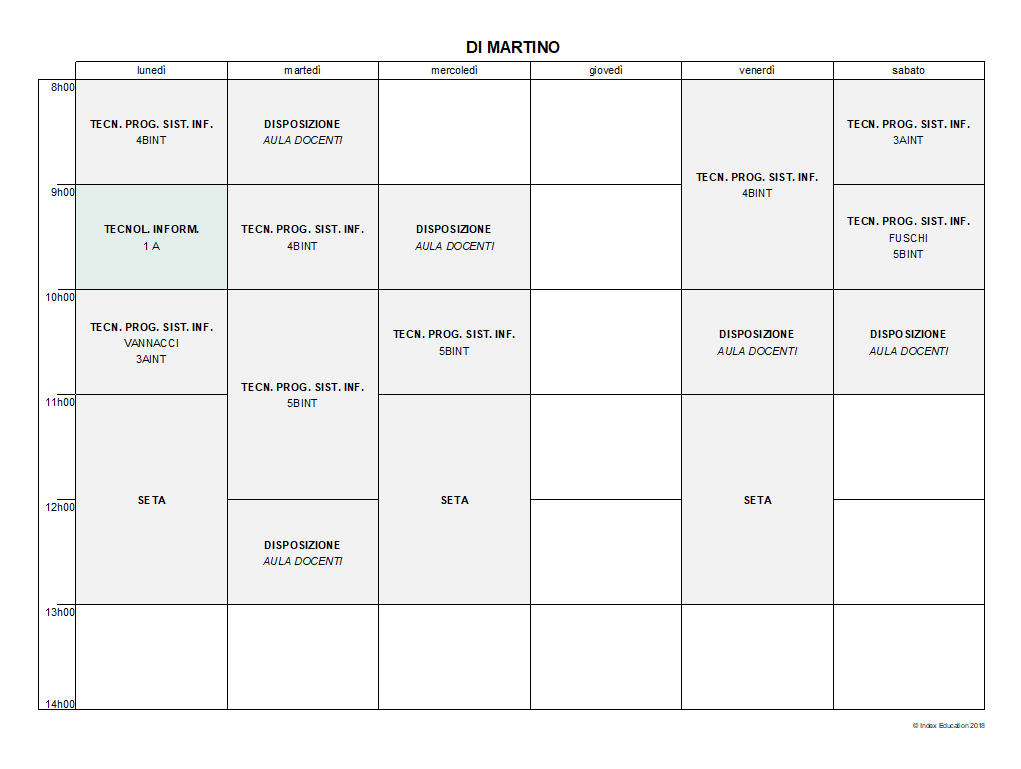 DI MARTINO
lunedì
martedì
mercoledì
giovedì
venerdì
sabato
8h00
TECN. PROG. SIST. INF.
4BINT
DISPOSIZIONE
AULA DOCENTI
TECN. PROG. SIST. INF.
4BINT
TECN. PROG. SIST. INF.
3AINT
9h00
TECNOL. INFORM.
1 A
TECN. PROG. SIST. INF.
4BINT
DISPOSIZIONE
AULA DOCENTI
TECN. PROG. SIST. INF.
FUSCHI
5BINT
10h00
TECN. PROG. SIST. INF.
VANNACCI
3AINT
TECN. PROG. SIST. INF.
5BINT
TECN. PROG. SIST. INF.
5BINT
DISPOSIZIONE
AULA DOCENTI
DISPOSIZIONE
AULA DOCENTI
11h00
SETA
SETA
SETA
12h00
DISPOSIZIONE
AULA DOCENTI
13h00
14h00
© Index Education 2018